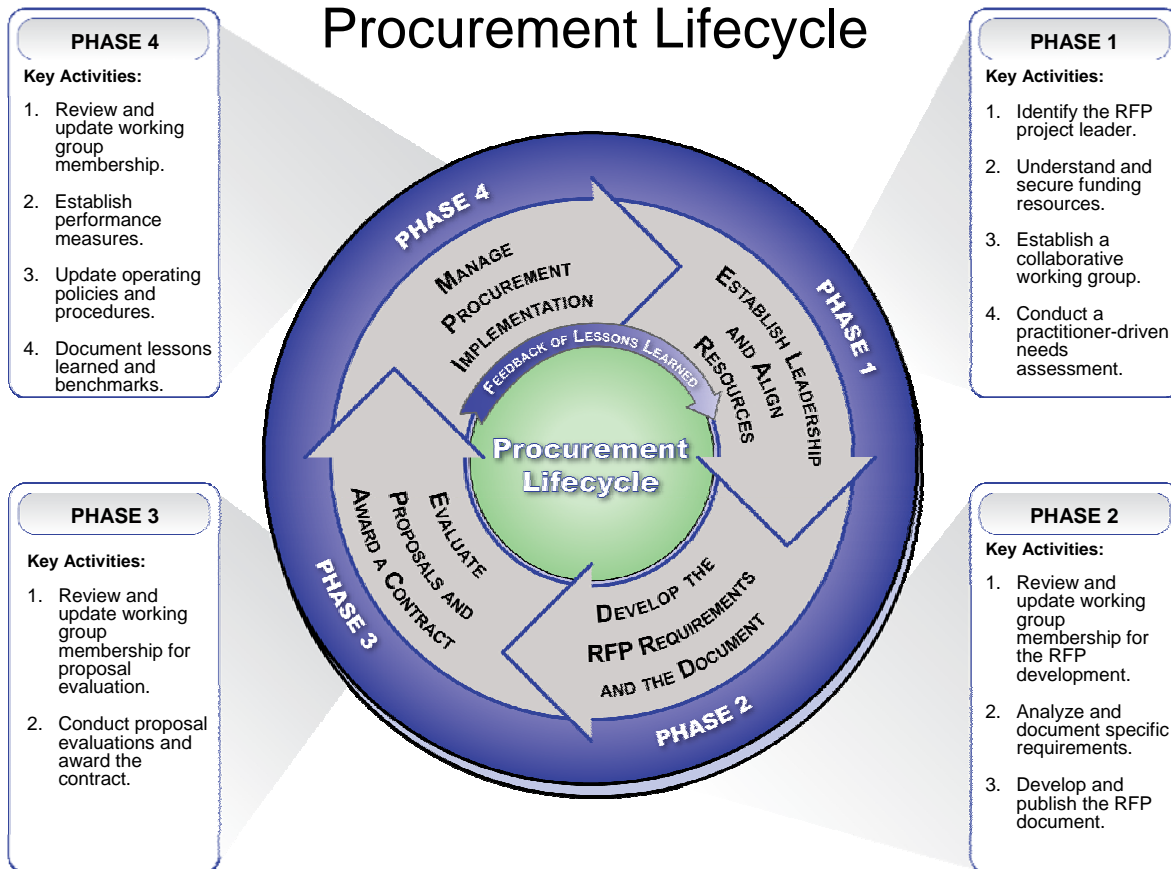 Procurement Lifecycle
PHASE 4
Key Activities:
1. Review and
update working
group
membership.
2. Establish
performance
measures.
3. Update operating
policies and
procedures.
4. Document lessons
learned and
benchmarks.
PHASE 1
Key Activities:
1. Identify the RFP
project leader.
2. Understand and
secure funding
resources.
3. Establish a
collaborative
working group.
4. Conduct a
practitioner-driven
needs
assessment.
PHASE 4
MANAGE
PROCUREMENT
IMPLEMENTATION
PHASE 1
ESTABLISH LEADERSHIP
AND ALIGN
RESOURCES
FEEDBACK OF LESSONS LEARNED
Procurement
Lifecycle
PHASE 3
EVALUATE
PROPOSALS AND
AWARD A CONTRACT
DEVELOP THE
RFP REQUIREMENTS
AND THE DOCUMENT
PHASE 2
PHASE 3
Key Activities:
1. Review and
update working
group
membership for
proposal
evaluation.
2. Conduct proposal
evaluations and
award the
contract.
PHASE 2
Key Activities:
1. Review and
update working
group
membership for
the RFP
development.
2. Analyze and
document specific
requirements.
3. Develop and
publish the RFP
document.